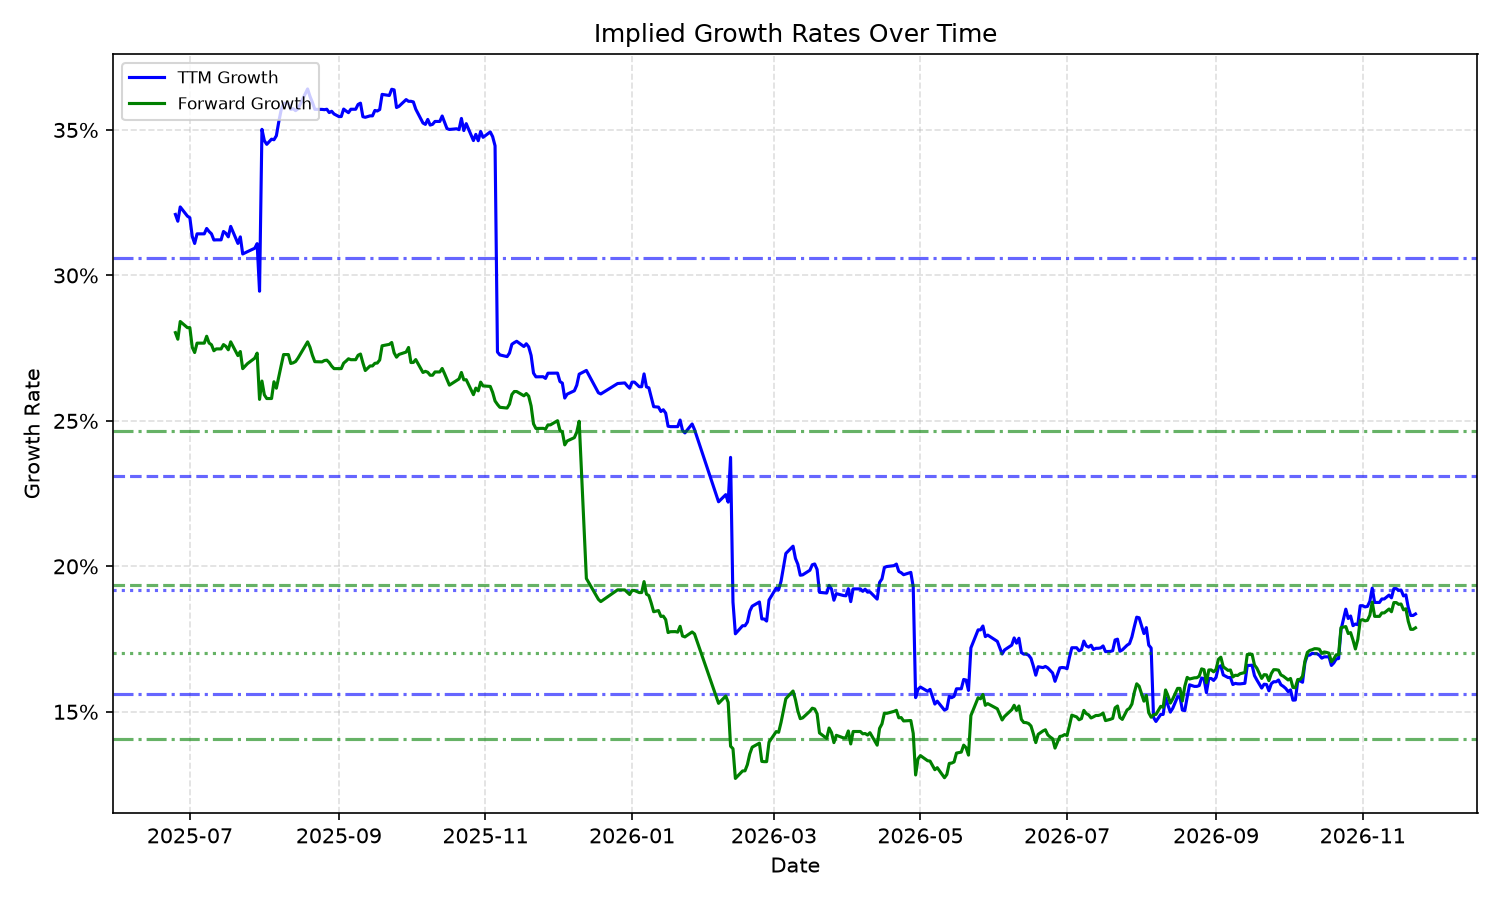 Implied Growth Rates Over Time
TTM Growth
Forward Growth
35%
30%
25%
20%
15%
Growth Rate
2025-07
2025-09
2025-11
2026-01
2026-03
2026-05
2026-07
2026-09
2026-11
Date